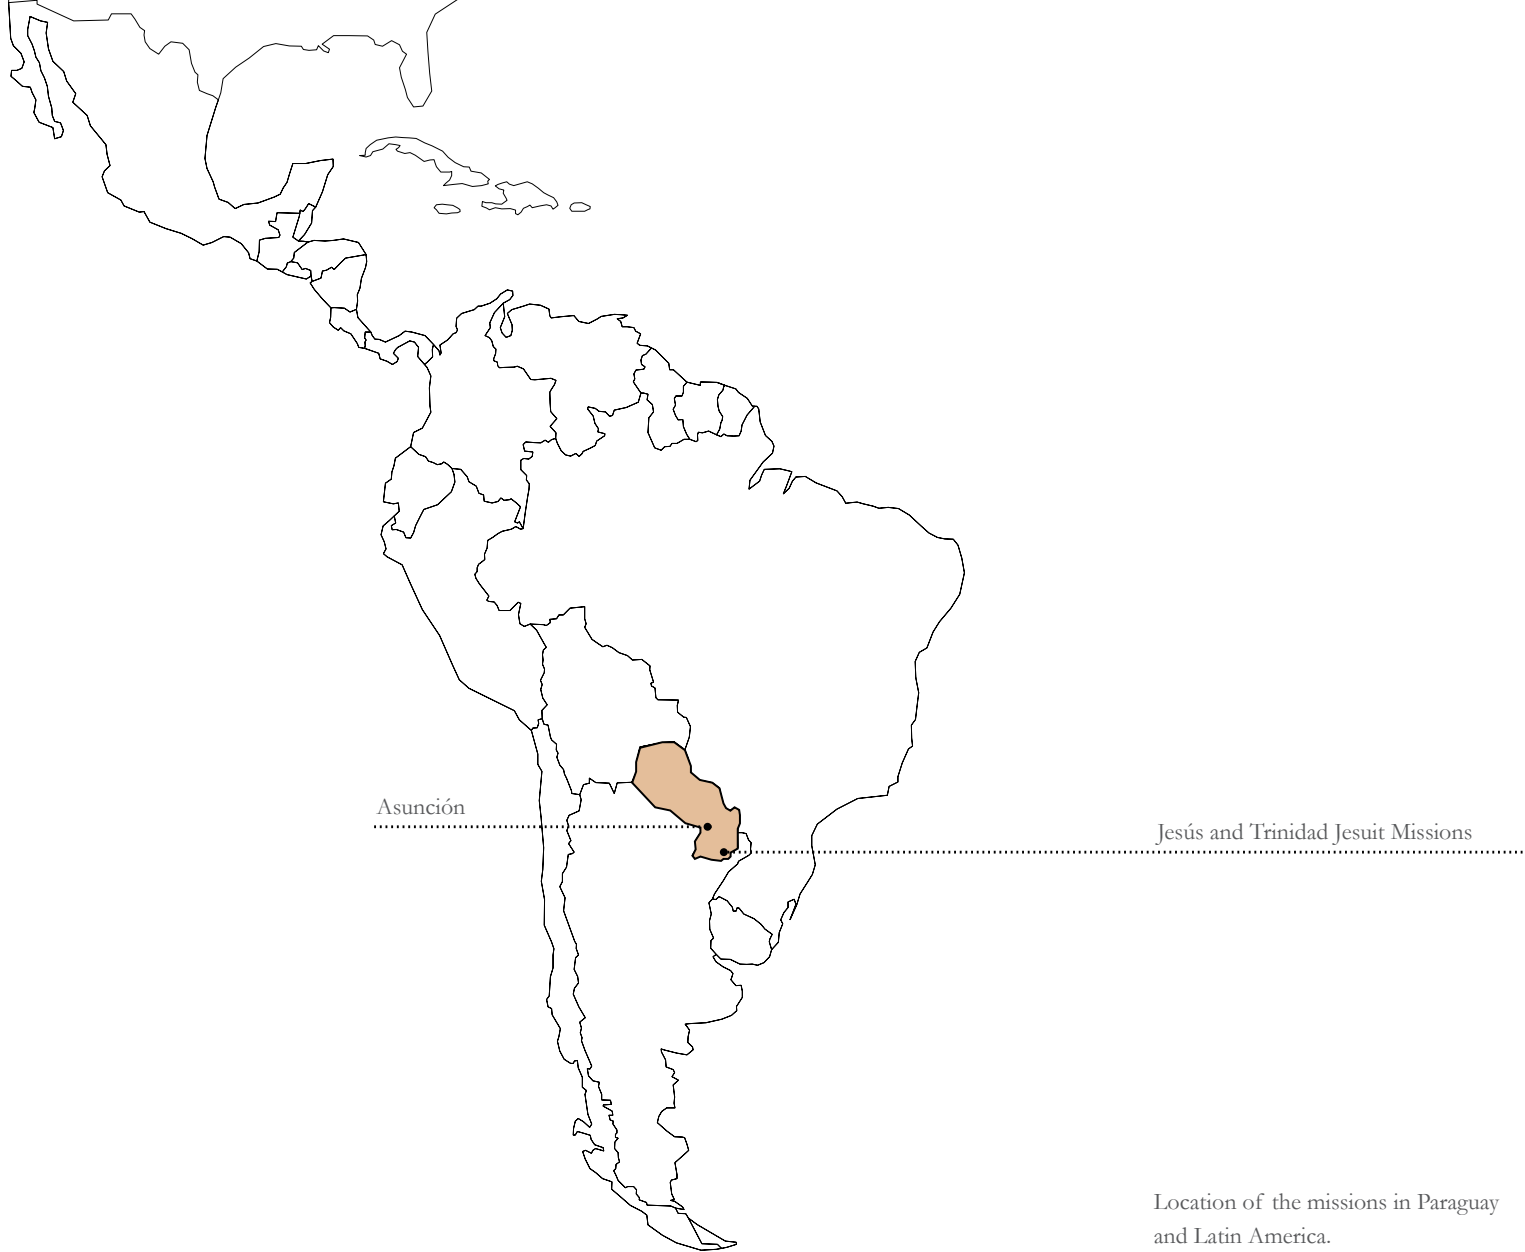 Asunción
Jesús and Trinidad Jesuit Missions
Location of the missions in Paraguay
and Latin America.